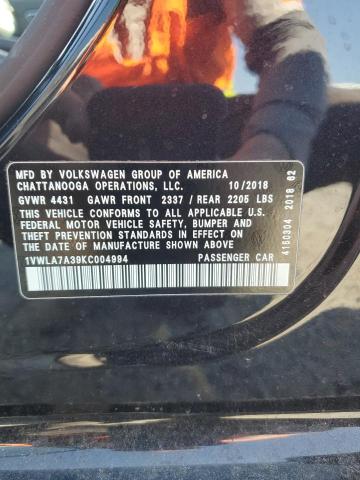 MFD BY VOLKSWAGEN GROUP OF AMERICA
CHATTANOOGA OPERATIONS, LLC. 10/2018
GVWR 4431 GAWR FRONT 2337 / REAR 2205 LBS
THIS VEHICLE CONFORMS TO ALL APPLICABLE U.S.
FEDERAL MOTOR VEHICLE SAFETY, BUMPER AND
THEFT PREVENTION STANDARDS IN EFFECT ON THE
DATE OF MANUFACTURE SHOWN ABOVE
1VWLA7A39KC004994 PASSENGER CAR
4150304 2018 62